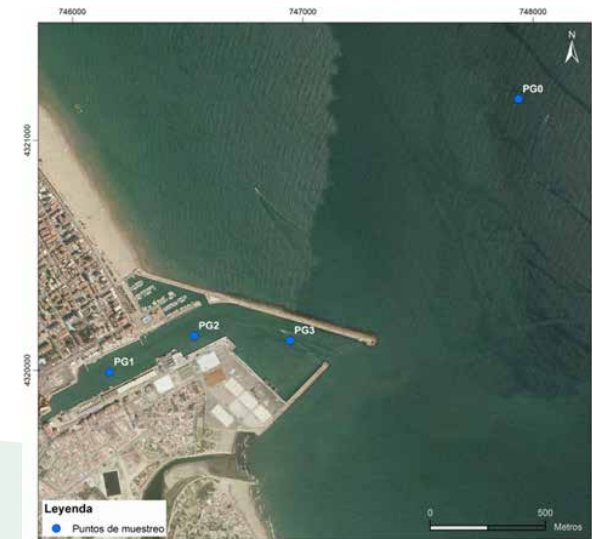 746000 747000 748000
N
PG0
4321000
PG2
PG3
PG1
4320000
Leyenda
Puntos de muestreo
0 500
Metros